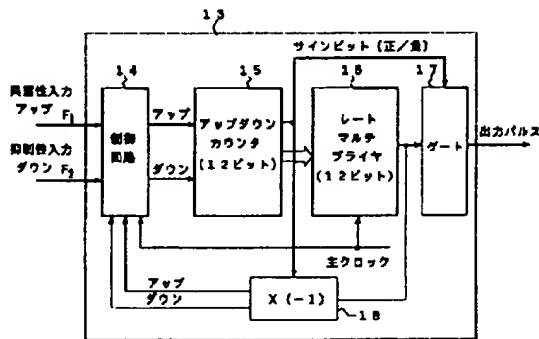 13
サインビット (正/負)
14
15
16
17
興奮性入力
アップ F1
抑制性入力
ダウン F2
制御
回路
アップ
ダウン
アップダウン
カウンタ
(12ビット)
レート
マルチ
プライヤ
(12ビット)
ゲート
出力パルス
主クロック
アップ
ダウン
X (-1)
18